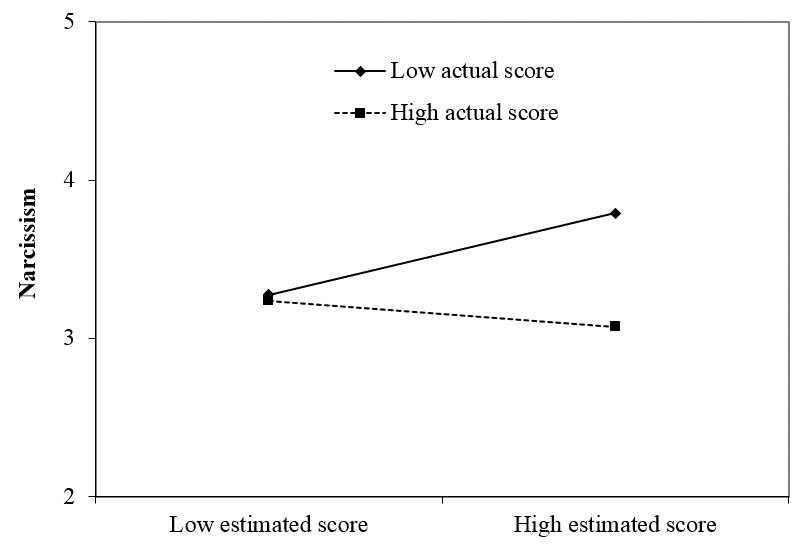 5
Low actual score
High actual score
4
Narcissism
3
2
Low estimated score
High estimated score